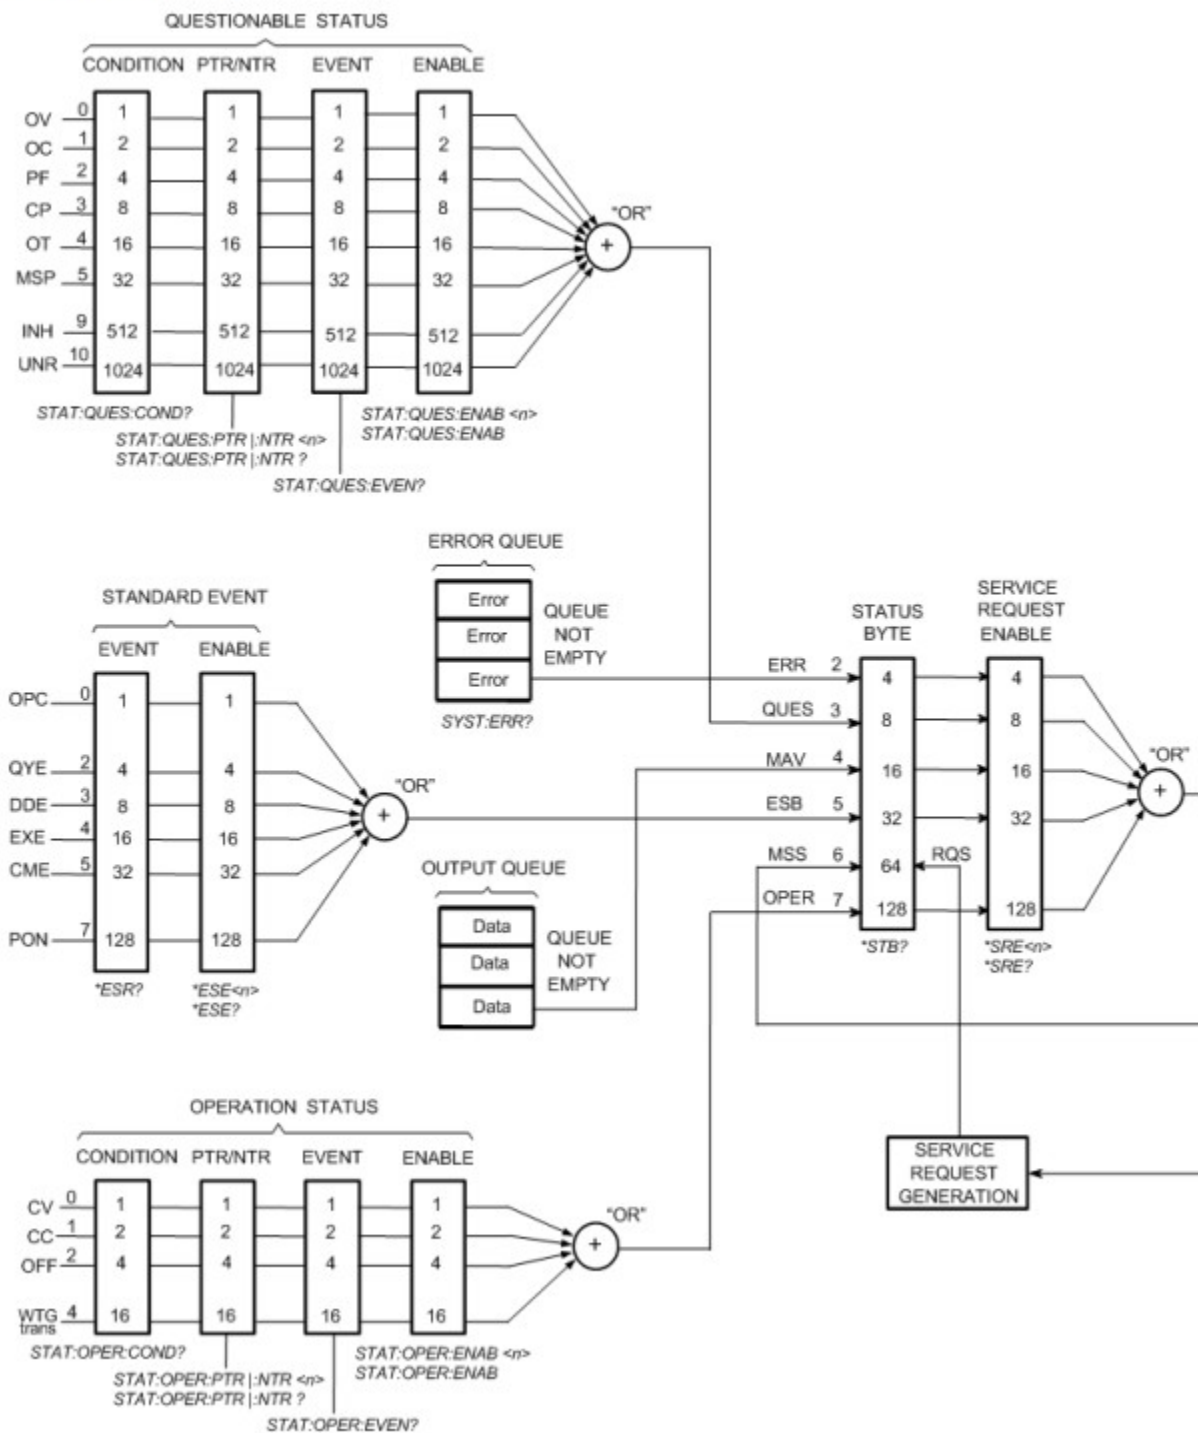 QUESTIONABLE STATUS
CONDITION PTR/NTR EVENT ENABLE
OV 0 1 1 1 1
OC 1 2 2 2 2
PF 2 4 4 4 4
CP 3 8 8 8 8
"OR"
+
OT 4 16 16 16 16
MSP 5 32 32 32 32
INH 9 512 512 512 512
UNR 10 1024 1024 1024 1024
STAT:QUES:COND?
STAT:QUES:PTR |:NTR <n>
STAT:QUES:PTR |:NTR ?
STAT:QUES:EVEN?
STAT:QUES:ENAB <n>
STAT:QUES:ENAB
ERROR QUEUE
Error
Error
Error
QUEUE
NOT
EMPTY
SYST:ERR?
STANDARD EVENT
EVENT ENABLE
OPC 0 1 1
QYE 2 4 4
DDE 3 8 8
EXE 4 16 16
CME 5 32 32
PON 7 128 128
"OR"
+
*ESR?
*ESE<n>
*ESE?
OUTPUT QUEUE
Data
Data
Data
QUEUE
NOT
EMPTY
STATUS
BYTE
SERVICE
REQUEST
ENABLE
ERR 2 4 4
QUES 3 8 8
MAV 4 16 16
ESB 5 32 32
MSS 6 64 RQS
OPER 7 128 128
"OR"
+
*STB?
*SRE<n>
*SRE?
SERVICE
REQUEST
GENERATION
OPERATION STATUS
CONDITION PTR/NTR EVENT ENABLE
CV 0 1 1 1 1
CC 1 2 2 2 2
OFF 2 4 4 4 4
WTG 4 16 16 16 16
trans
"OR"
+
STAT:OPER:COND?
STAT:OPER:PTR |:NTR <n>
STAT:OPER:PTR |:NTR ?
STAT:OPER:EVEN?
STAT:OPER:ENAB <n>
STAT:OPER:ENAB